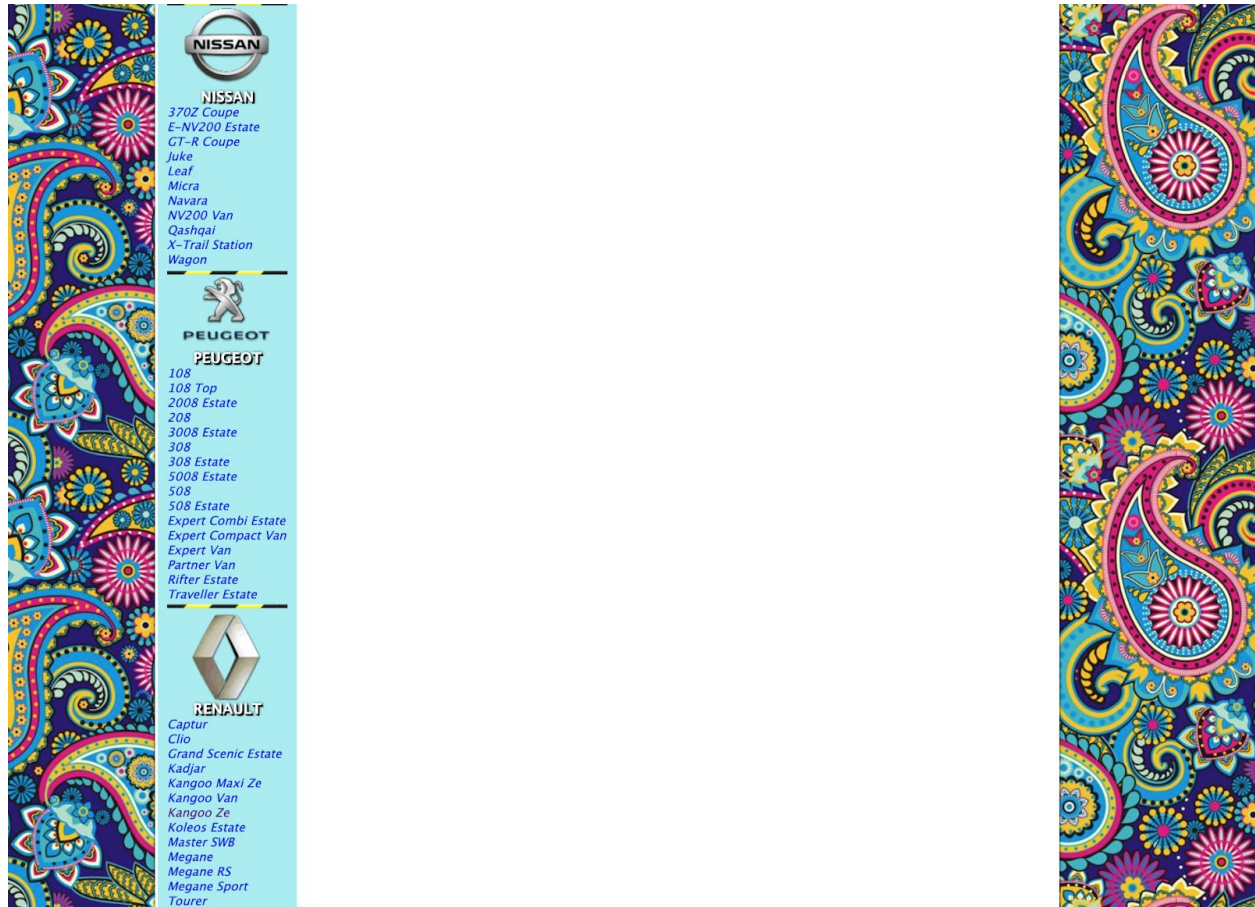 NISSAN
NISSAN
370Z Coupe
E-NV200 Estate
GT-R Coupe
Juke
Leaf
Micra
Navara
NV200 Van
Qashqai
X-Trail Station
Wagon
PEUGEOT
PEUGEOT
108
108 Top
2008 Estate
208
3008 Estate
308
308 Estate
5008 Estate
508
508 Estate
Expert Combi Estate
Expert Compact Van
Expert Van
Partner Van
Rifter Estate
Traveller Estate
RENAULT
Captur
Clio
Grand Scenic Estate
Kadjar
Kangoo Maxi Ze
Kangoo Van
Kangoo Ze
Koleos Estate
Master SWB
Megane
Megane RS
Megane Sport
Tourer